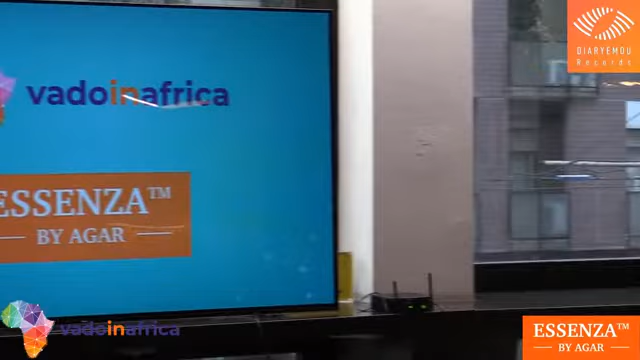 DIARYEMOU
Records
vadoinafrica
ESSENZA™
BY AGAR
vadoinafrica
ESSENZA™
BY AGAR